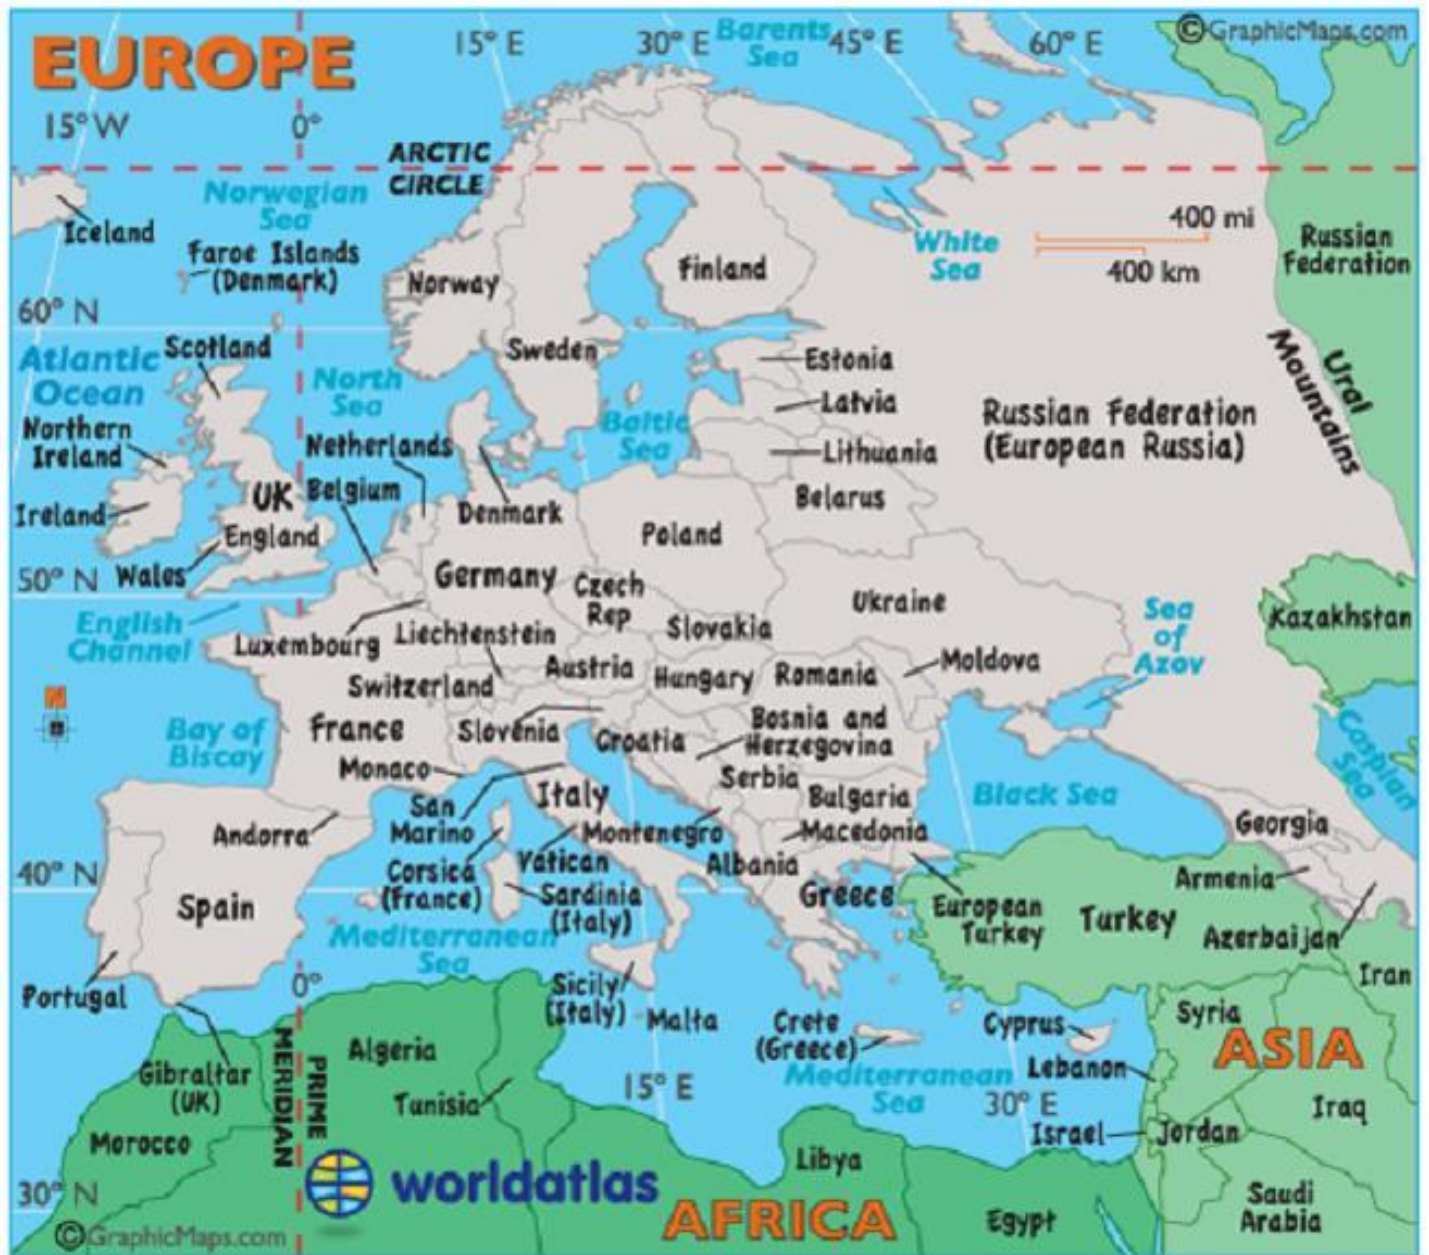 EUROPE
15° W
0°
15° E
30° E
Barents
Sea
45° E
60° E
©GraphicMaps.com
ARCTIC
CIRCLE
Norwegian
Sea
Iceland
Faroe Islands
(Denmark)
60° N
Norway
Finland
Sweden
White
Sea
400 mi
400 km
Russian
Federation
Ural
Mountains
Atlantic
Ocean
Scotland
North
Sea
Northern
Ireland
Netherlands
Baltic
Sea
Estonia
Latvia
Lithuania
Russian Federation
(European Russia)
Ireland
UK
Belgium
England
Wales
Denmark
Poland
Belarus
50° N
Germany
Czech
Rep
Ukraine
Sea
of
Azov
Kazakhstan
English
Channel
Luxembourg
Liechtenstein
Slovakia
Austria
Hungary
Romania
Moldova
Switzerland
N
Bay of
Biscay
France
Slovenia
Croatia
Bosnia and
Herzegovina
Caspian
Sea
Monaco
Serbia
San
Marino
Italy
Bulgaria
Black Sea
Andorra
Montenegro
Macedonia
Georgia
Corsica
(France)
Vatican
Albania
40° N
Spain
Sardinia
(Italy)
Greece
European
Turkey
Turkey
Armenia
Azerbaijan
Mediterranean
Sea
Portugal
0°
Sicily
(Italy)
Malta
Crete
(Greece)
Cyprus
Syria
Iran
ASIA
Gibraltar
(UK)
Algeria
Tunisia
15° E
Mediterranean
Sea
30° E
Lebanon
Iraq
Morocco
PRIME
MERIDIAN
Israel
Jordan
30° N
worldatlas
Libya
AFRICA
Egypt
Saudi
Arabia
©GraphicMaps.com